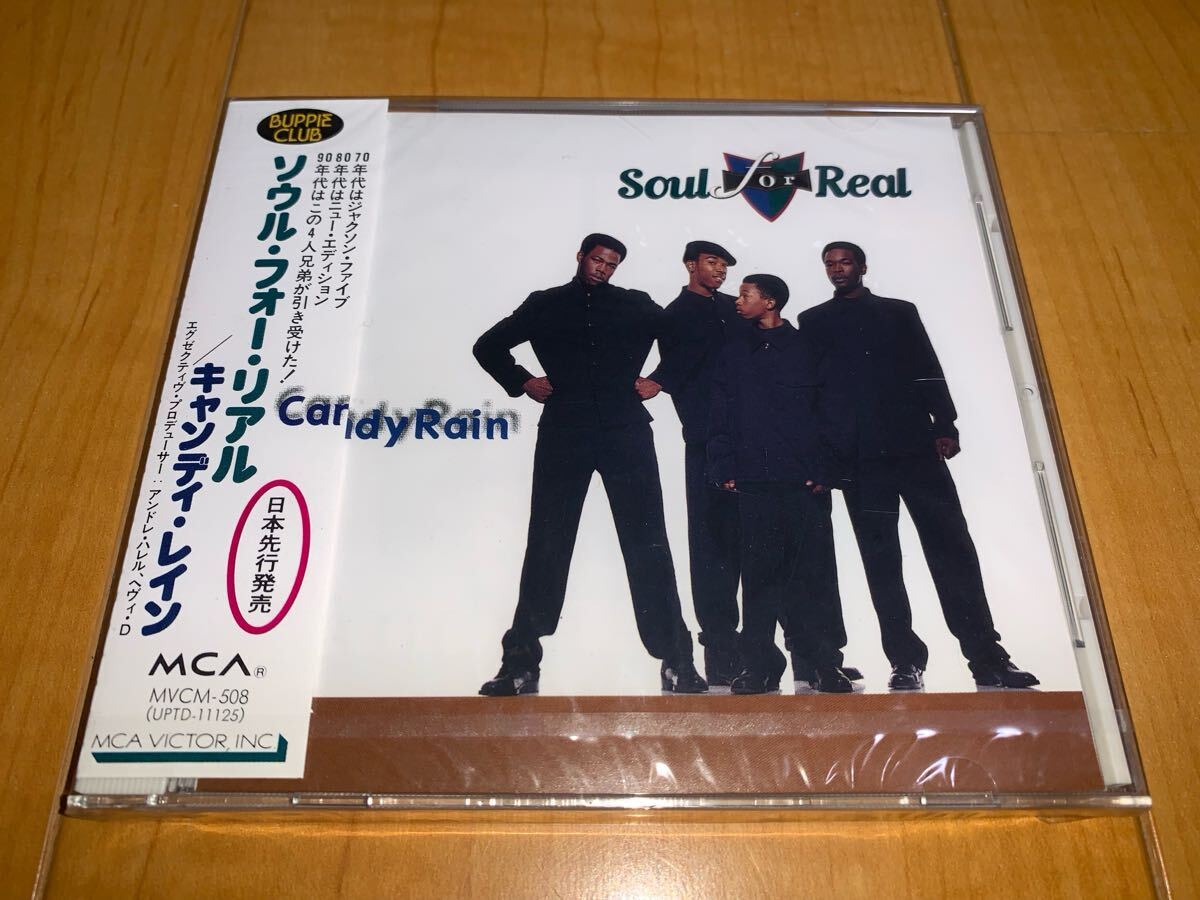 BUPPIE
CLUB
70年代はジャクソン・ファイブ
80年代はニュー・エディション
90年代はこの4人兄弟が引き受けた!
ソウル・フォー・リアル
/キャンディ・レイン
エグゼクティヴ・プロデューサー:アンドレ・ハレル、ヘヴィ・D
日本先行発売
MCA®
MVCM-508
(UPTD-11125)
MCA VICTOR, INC.
Soul for Real
Candy Rain